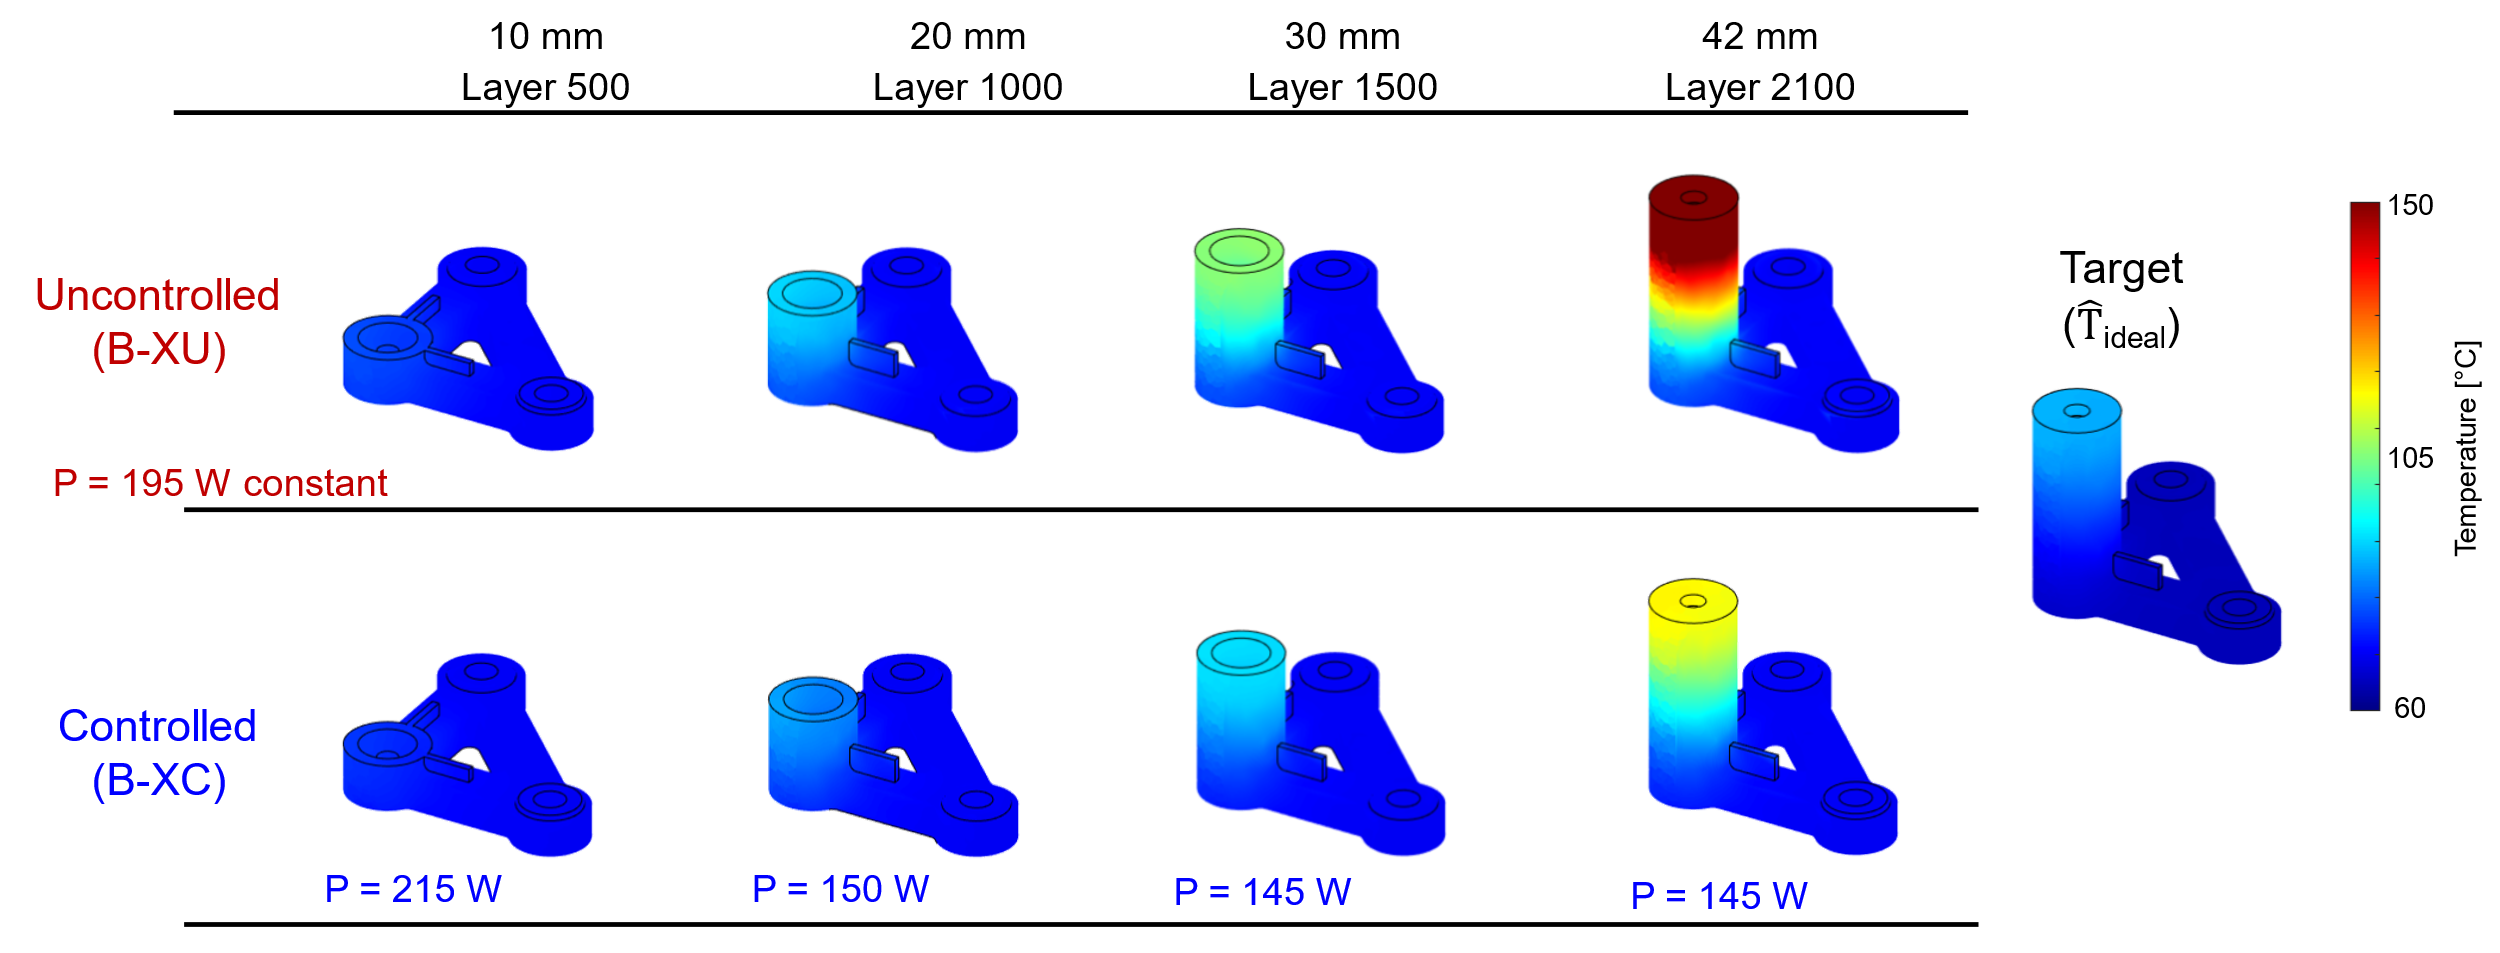 10 mm
Layer 500
20 mm
Layer 1000
30 mm
Layer 1500
42 mm
Layer 2100
Uncontrolled
(B-XU)
P = 195 W constant
Controlled
(B-XC)
P = 215 W
P = 150 W
P = 145 W
P = 145 W
Target
(T̂ideal)
150
105
60
Temperature [°C]